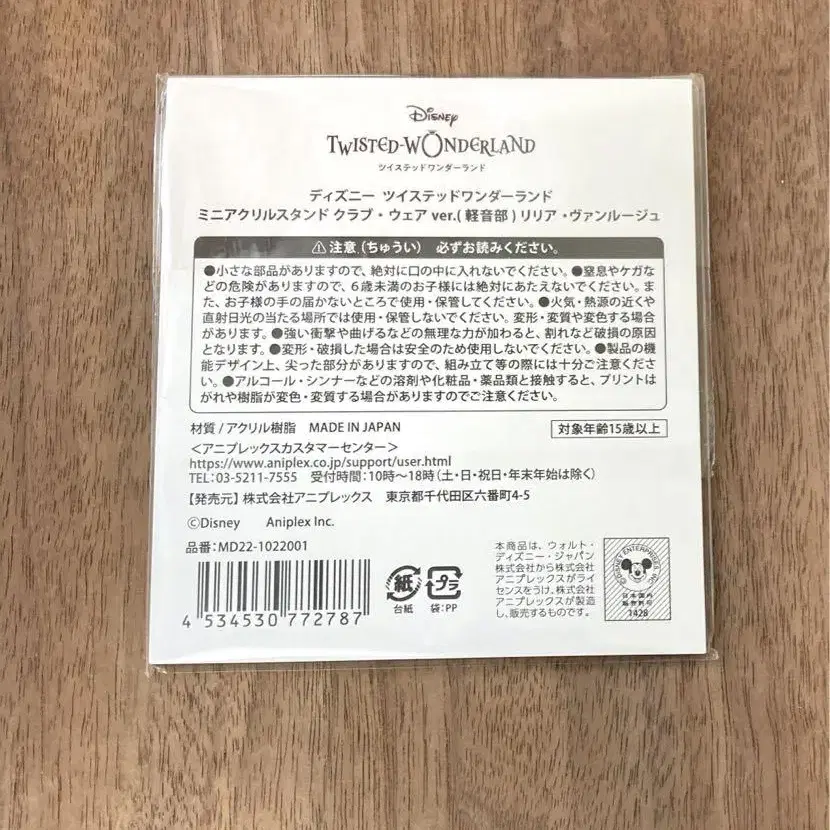 Disney
TWISTED-WONDERLAND
ツイステッドワンダーランド
ディズニー ツイステッドワンダーランド
ミニアクリルスタンド クラブ・ウェア ver.( 軽音部 ) リリア・ヴァンルージュ
⚠注意（ちゅうい） 必ずお読みください。
●小さな部品がありますので、絶対に口の中に入れないでください。●窒息やケガな
どの危険がありますので、６歳未満のお子様には絶対にあたえないでください。ま
た、お子様の手の届かないところで使用・保管してください。●火気・熱源の近くや
直射日光の当たる場所では使用・保管しないでください。変形・変質や変色する場合
があります。●強い衝撃や曲げるなどの無理な力が加わると、割れなど破損の原因
となります。●変形・破損した場合は安全のため使用しないでください。●製品の機
能デザイン上、尖った部分がありますので、組み立て等の際には十分ご注意くださ
い。●アルコール・シンナーなどの溶剤や化粧品・薬品類と接触すると、プリントは
がれや樹脂が変色・変質する場合がありますのでご注意ください。
材質 / アクリル樹脂 MADE IN JAPAN
対象年齢15歳以上
＜アニプレックスカスタマーセンター＞
https://www.aniplex.co.jp/support/user.html
TEL：03-5211-7555 受付時間：10時～18時（土・日・祝日・年末年始は除く）
【発売元】株式会社アニプレックス 東京都千代田区六番町4-5
©Disney Aniplex Inc.
品番：MD22-1022001
4 534530 772787
紙
台紙
プラ
袋：PP
本商品は、ウォルト・
ディズニー・ジャパン
株式会社から株式会社
アニプレックスがライ
センスをうけ、株式会社
アニプレックスが製造
し、販売するものです。
©DISNEY ENTERPRISES INC.
日本国内
販売許可
1428